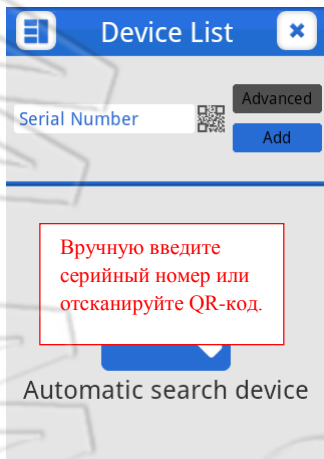 Device List
Advanced
Serial Number
Add
Вручную введите
серийный номер или
отсканируйте QR-код.
Automatic search device